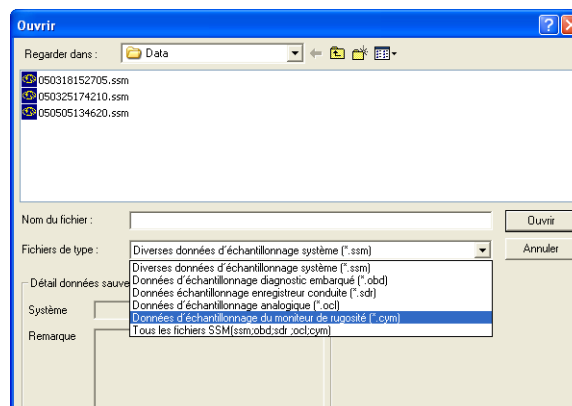 Ouvrir
Regarder dans :
Data
050318152705.ssm
050325174210.ssm
050505134620.ssm
Nom du fichier :
Ouvrir
Fichiers de type :
Diverses données d'échantillonnage système (*.ssm)
Annuler
Diverses données d'échantillonnage système (*.ssm)
Données d'échantillonnage diagnostic embarqué (*.obd)
Données échantillonnage enregistreur conduite (*.sdr)
Données d'échantillonnage analogique (*.ocl)
Données d'échantillonnage du moniteur de rugosité (*.cym)
Tous les fichiers SSM(ssm;obd;sdr ;ocl;cym)
Détail données sauve
Système
Remarque